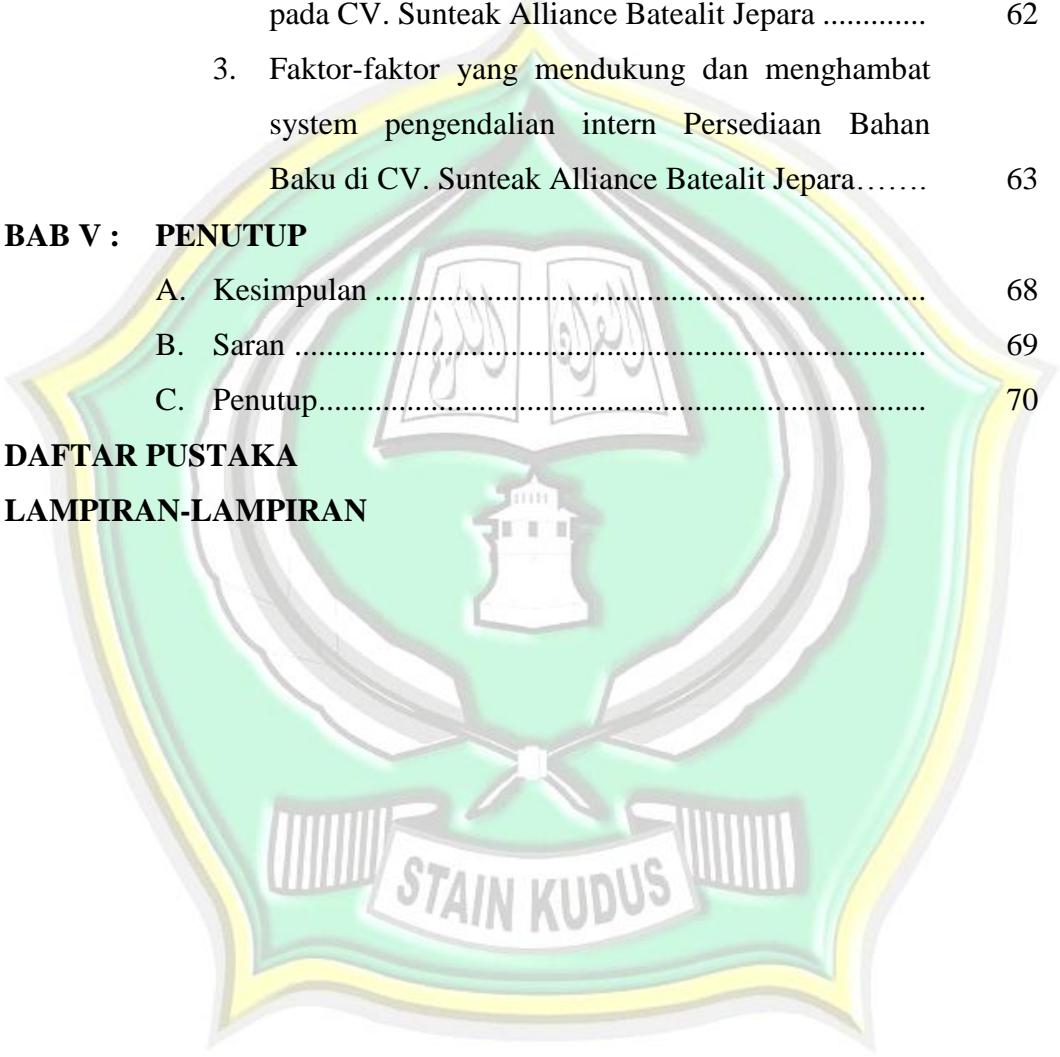 pada CV. Sunteak Alliance Batealit Jepara ............. 62
3. Faktor-faktor yang mendukung dan menghambat
system pengendalian intern Persediaan Bahan
Baku di CV. Sunteak Alliance Batealit Jepara....... 63
BAB V : PENUTUP
A. Kesimpulan ...................................................................... 68
B. Saran ................................................................................ 69
C. Penutup............................................................................. 70
DAFTAR PUSTAKA
LAMPIRAN-LAMPIRAN
STAIN KUDUS